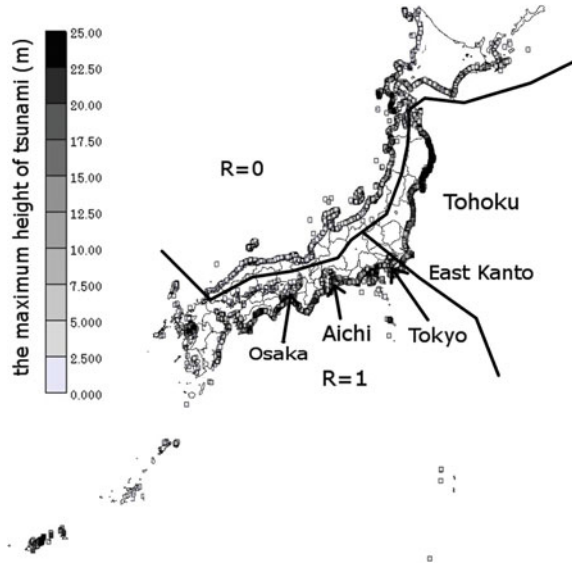 the maximum height of tsunami (m)
25.00
22.50
20.00
17.50
15.00
12.50
10.00
7.500
5.000
2.500
0.000
R=0
Tohoku
East Kanto
Tokyo
Aichi
Osaka
R=1